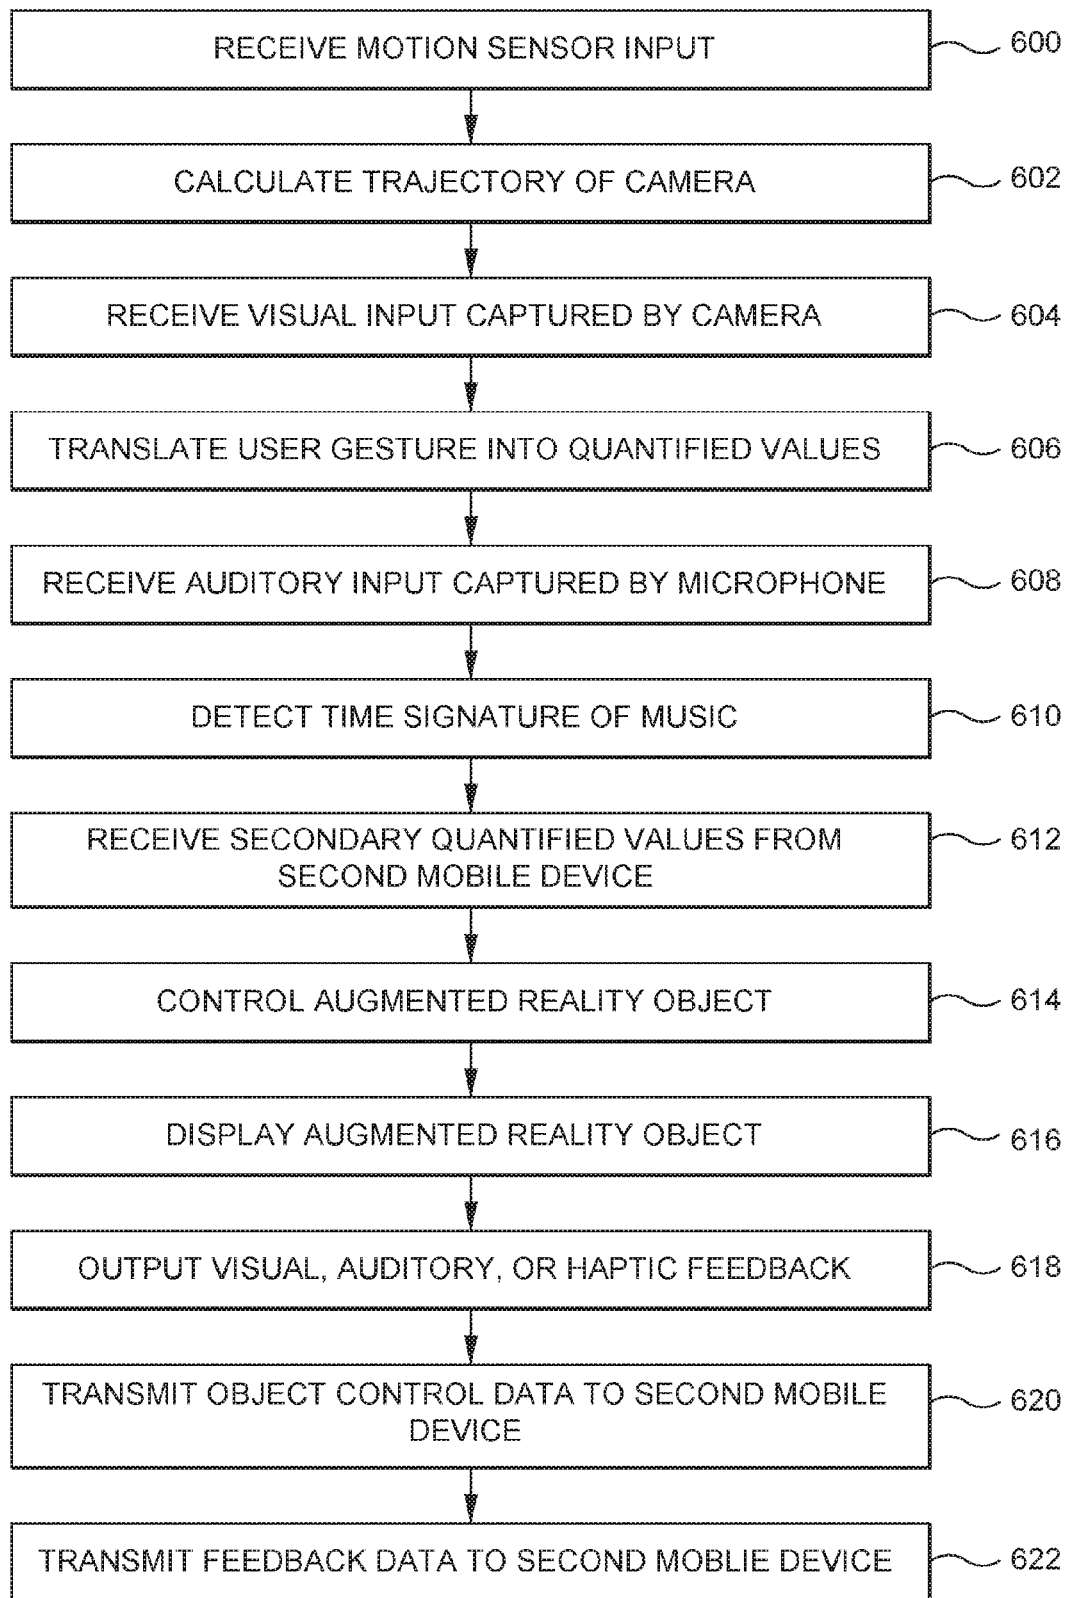 RECEIVE MOTION SENSOR INPUT 600
CALCULATE TRAJECTORY OF CAMERA 602
RECEIVE VISUAL INPUT CAPTURED BY CAMERA 604
TRANSLATE USER GESTURE INTO QUANTIFIED VALUES 606
RECEIVE AUDITORY INPUT CAPTURED BY MICROPHONE 608
DETECT TIME SIGNATURE OF MUSIC 610
RECEIVE SECONDARY QUANTIFIED VALUES FROM 612
SECOND MOBILE DEVICE
CONTROL AUGMENTED REALITY OBJECT 614
DISPLAY AUGMENTED REALITY OBJECT 616
OUTPUT VISUAL, AUDITORY, OR HAPTIC FEEDBACK 618
TRANSMIT OBJECT CONTROL DATA TO SECOND MOBILE 620
DEVICE
TRANSMIT FEEDBACK DATA TO SECOND MOBLIE DEVICE 622